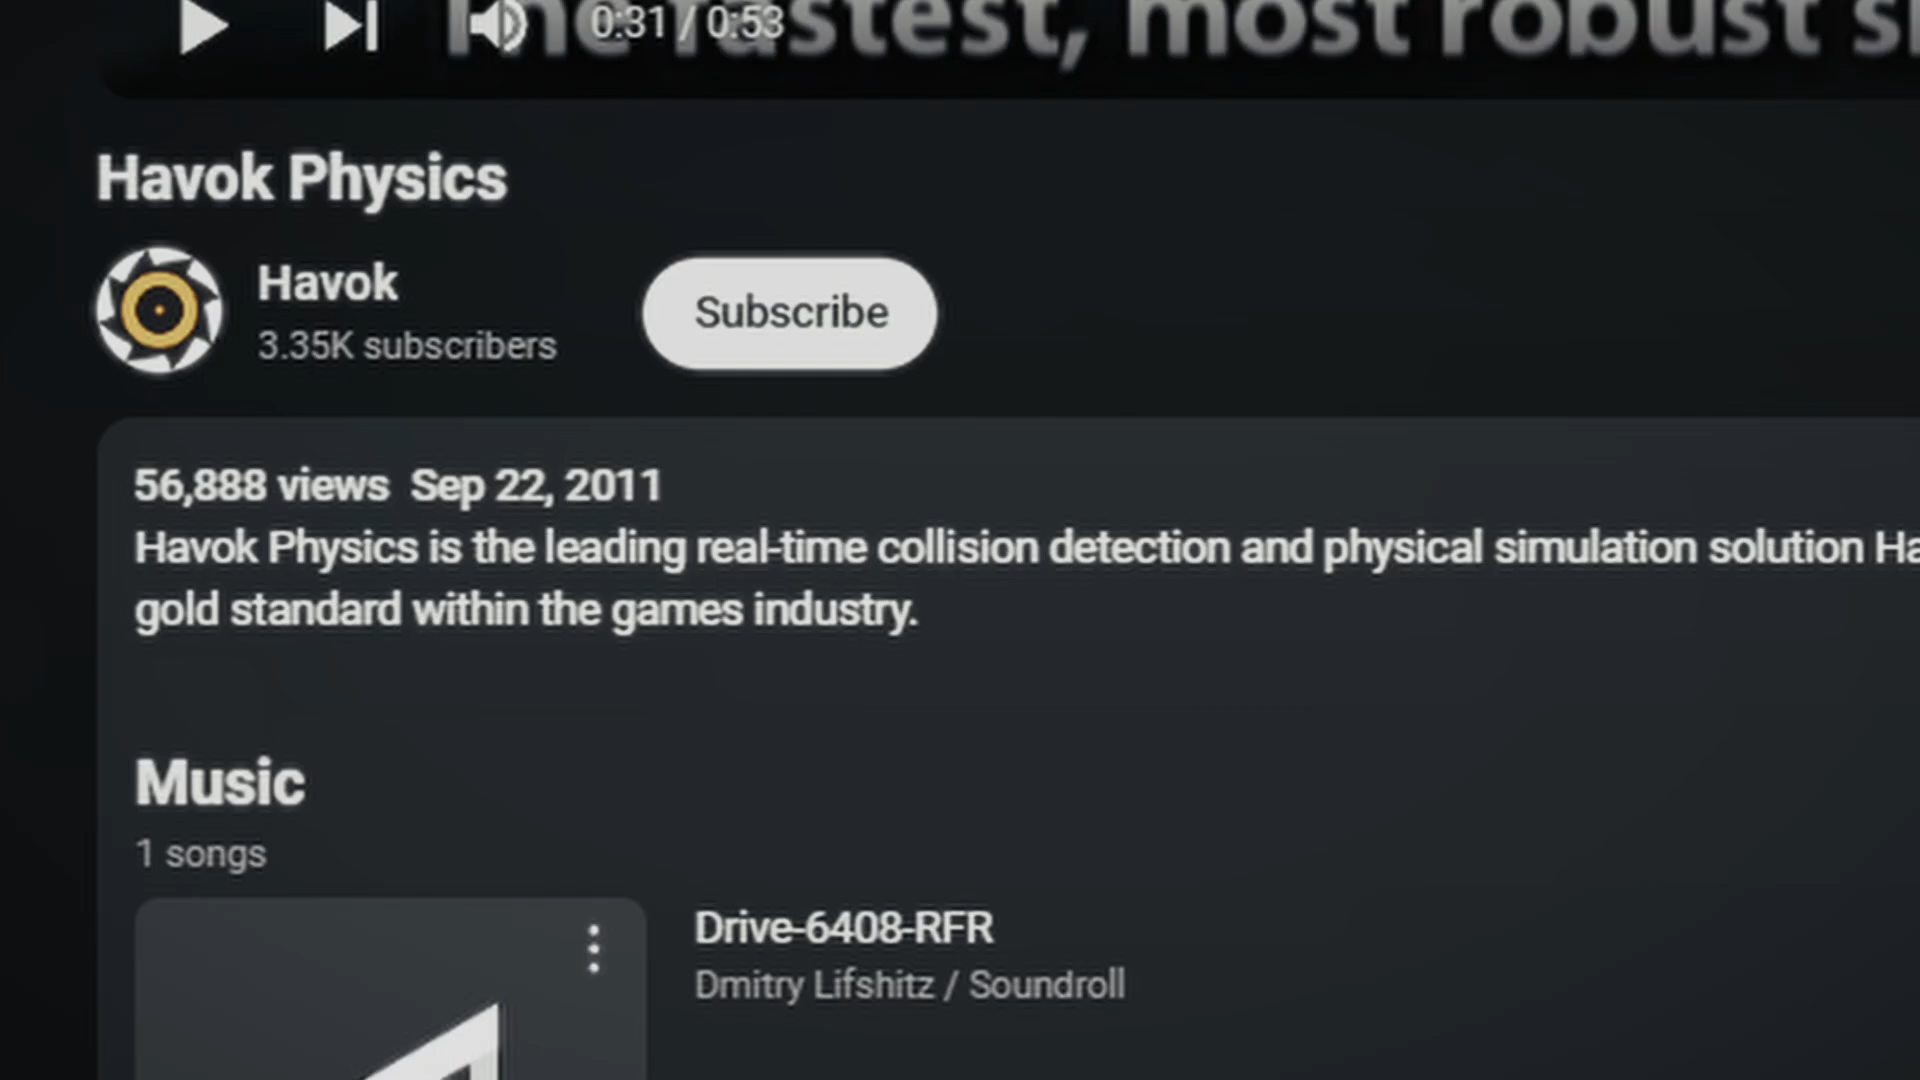 The fastest, most robust
0:31 / 0:53
Havok Physics
Havok
3.35K subscribers
Subscribe
56,888 views Sep 22, 2011
Havok Physics is the leading real-time collision detection and physical simulation solution
gold standard within the games industry.
Music
1 songs
Drive-6408-RFR
Dmitry Lifshitz / Soundroll